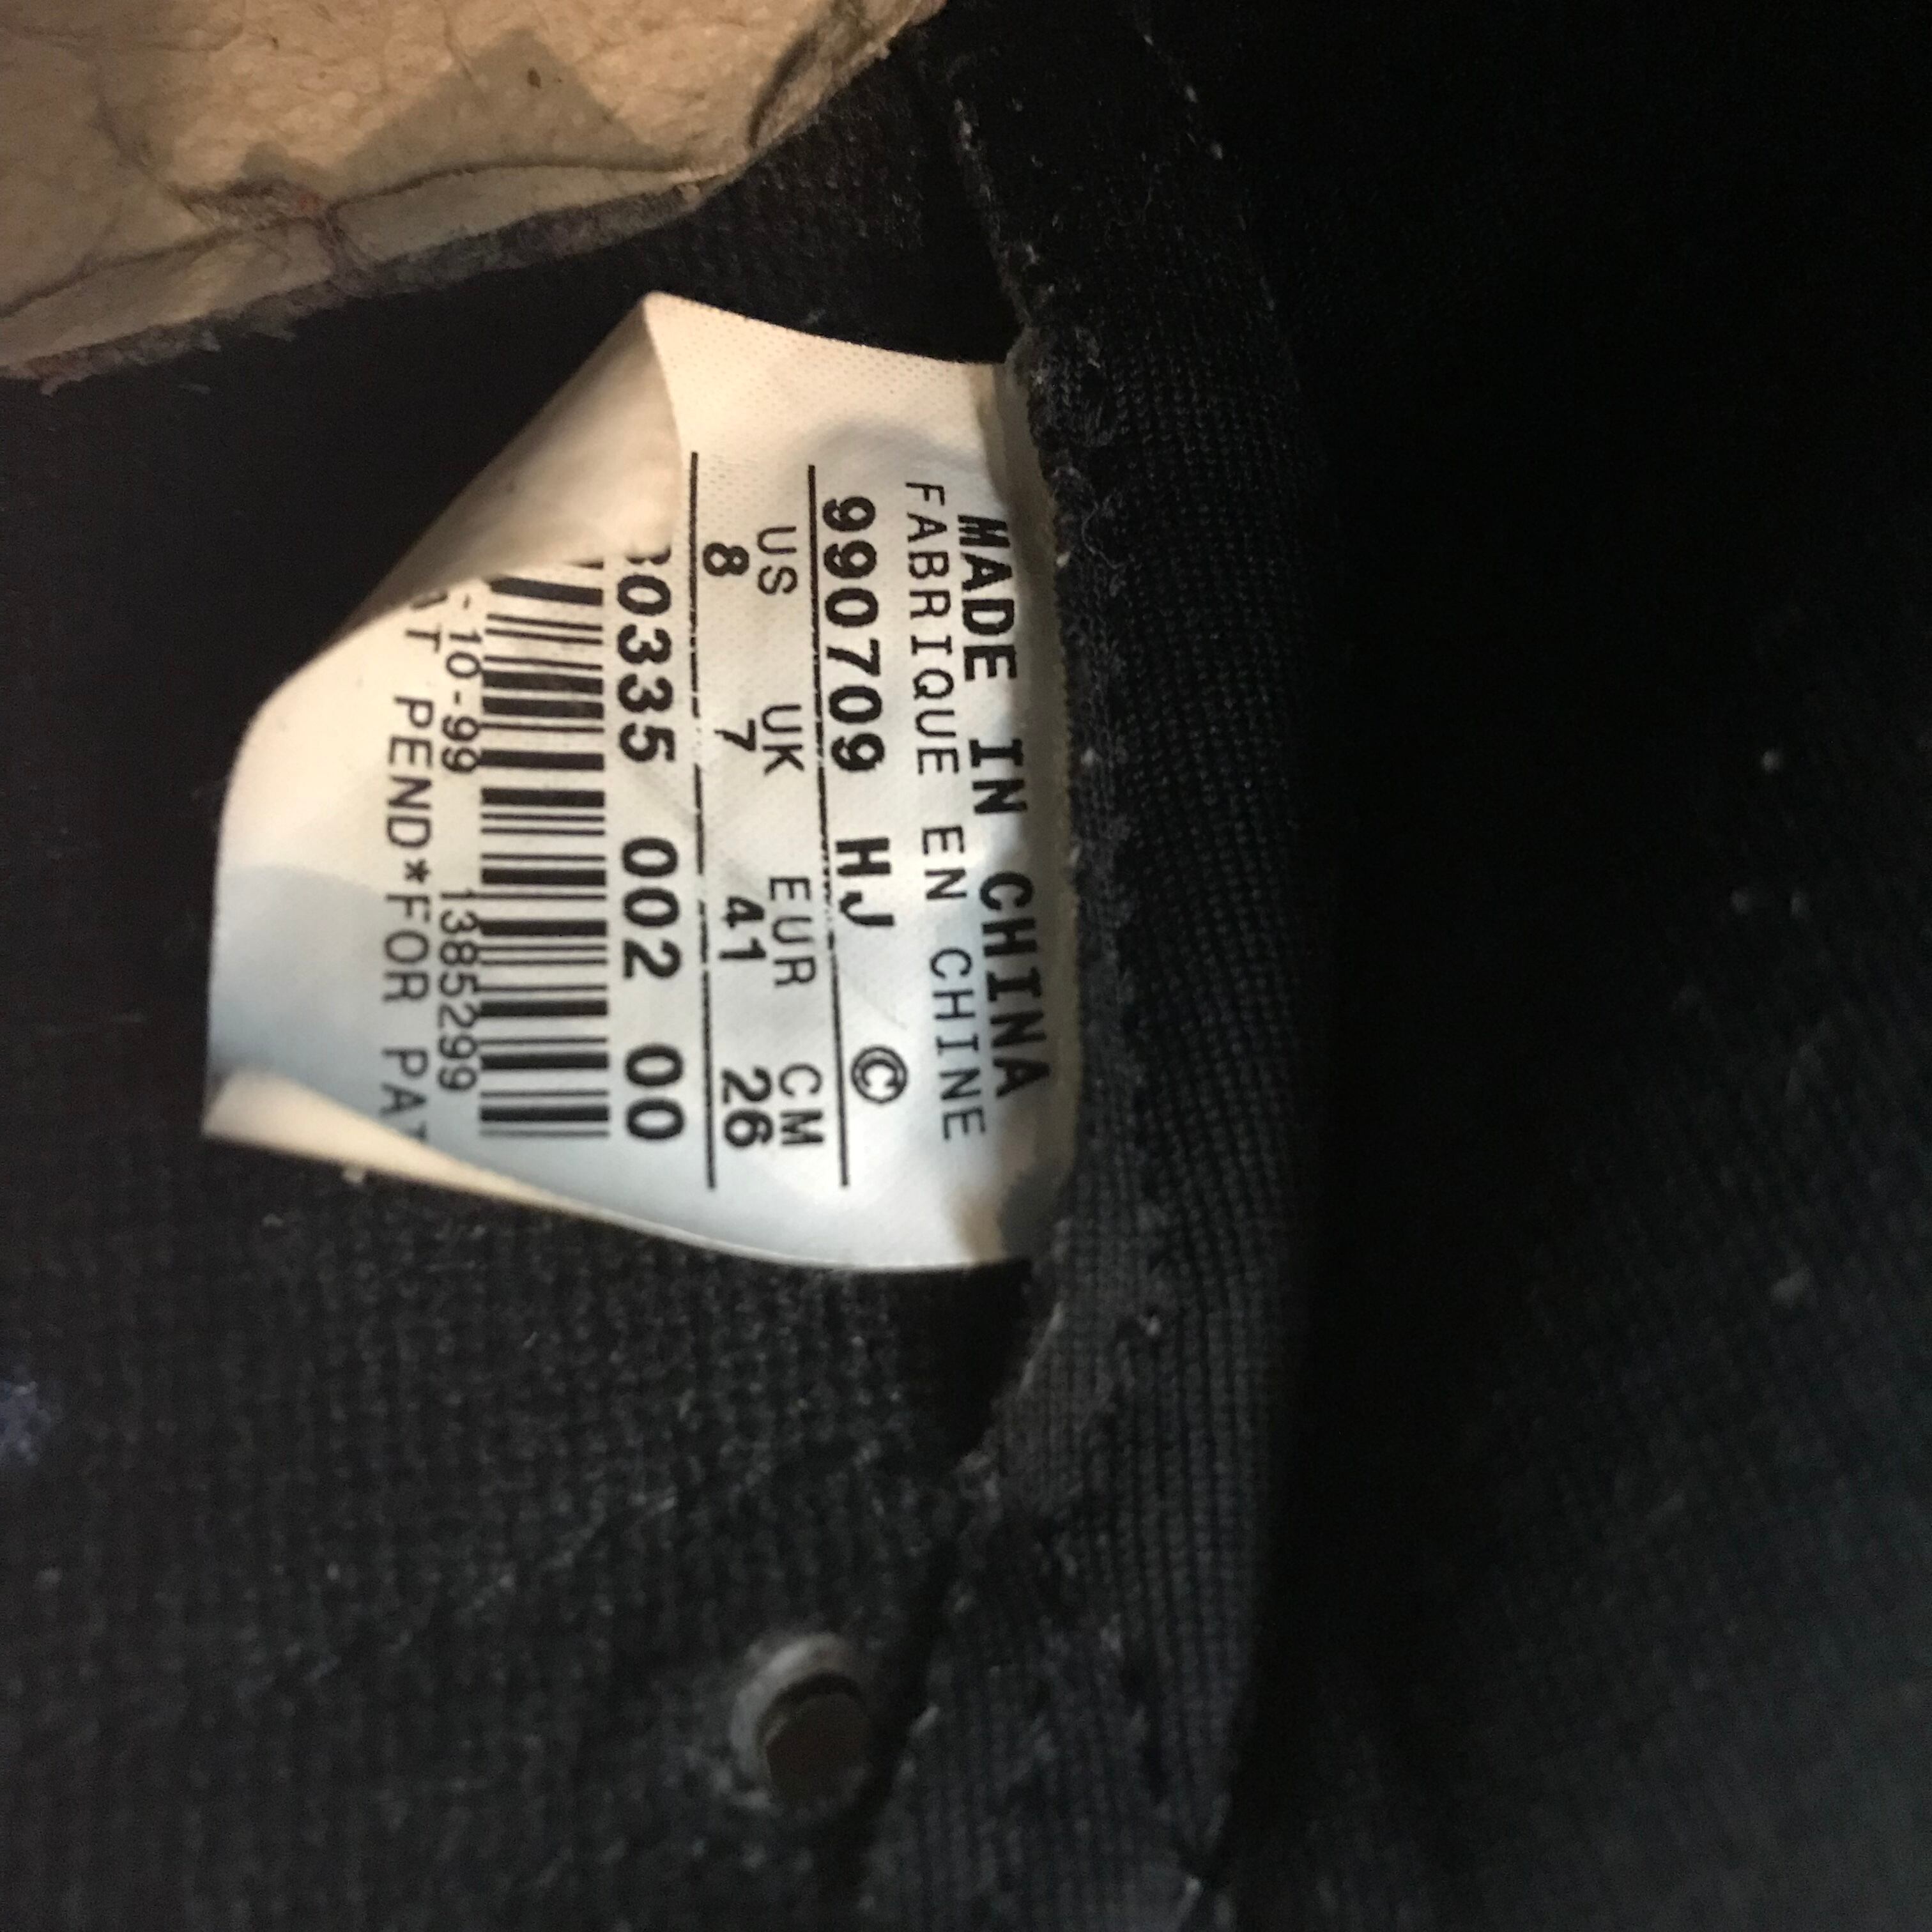 MADE IN CHINA
FABRIQUE EN CHINE
990709 HJ ©
US UK EUR CM
8 7 41 26
0335 002 00
-10-99 1385299
T PEND*FOR PAT